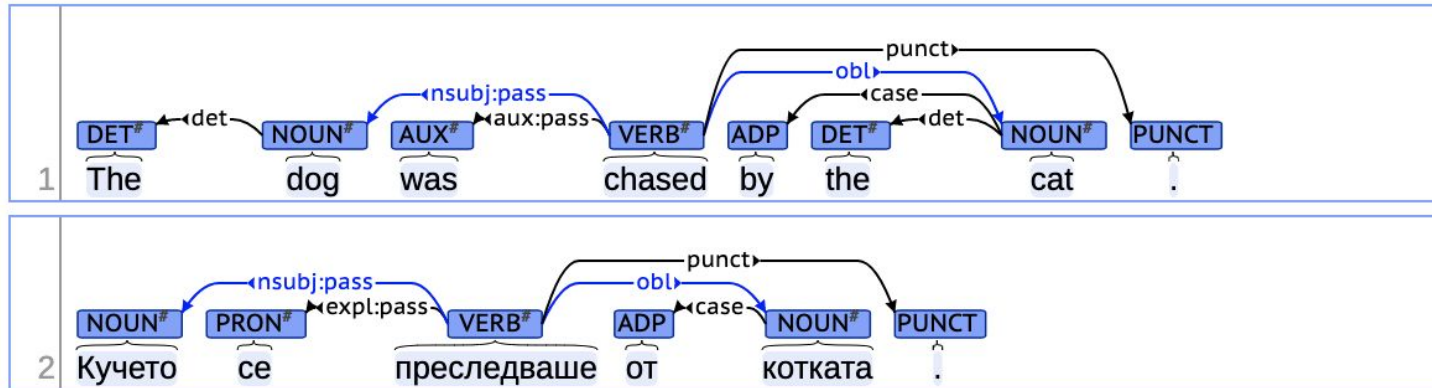 punct
obl
nsubj:pass case
det aux:pass det
DET# NOUN# AUX# VERB# ADP DET# NOUN# PUNCT
1 The dog was chased by the cat .
punct
nsubj:pass obl
expl:pass case
NOUN# PRON# VERB# ADP NOUN# PUNCT
2 Кучето се преследваше от котката .